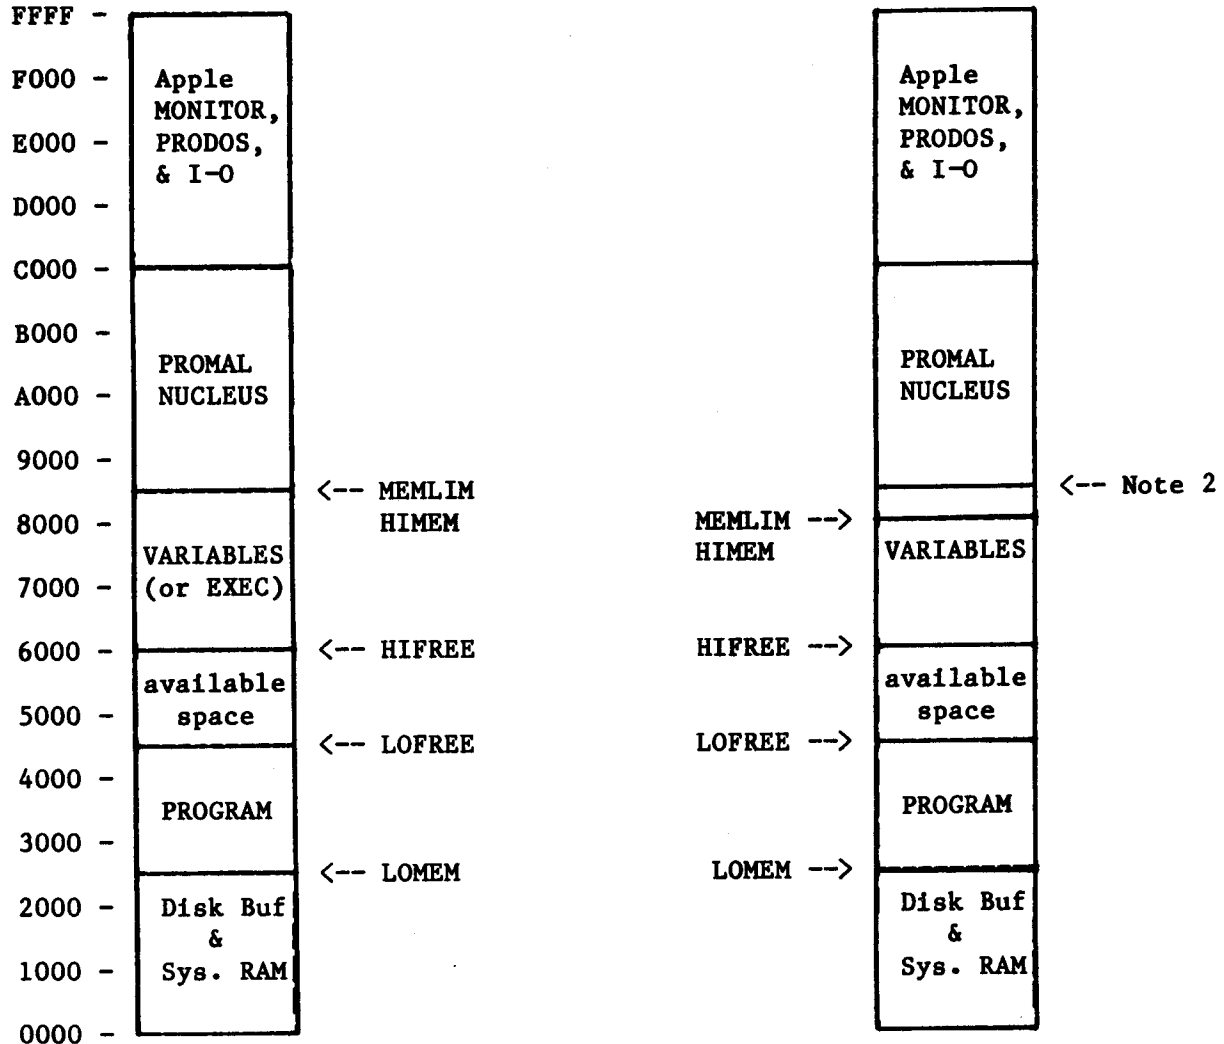 FFFF -
F000 - Apple Apple
MONITOR, MONITOR,
E000 - PRODOS, PRODOS,
& I-O & I-O
D000 -
C000 -
B000 -
PROMAL PROMAL
A000 - NUCLEUS NUCLEUS
9000 -
<-- MEMLIM <-- Note 2
8000 - HIMEM MEMLIM -->
VARIABLES HIMEM VARIABLES
7000 - (or EXEC)
6000 - <-- HIFREE HIFREE -->
available available
5000 - space space
<-- LOFREE LOFREE -->
4000 -
PROGRAM PROGRAM
3000 -
<-- LOMEM LOMEM -->
2000 - Disk Buf Disk Buf
& &
1000 - Sys. RAM Sys. RAM
0000 -